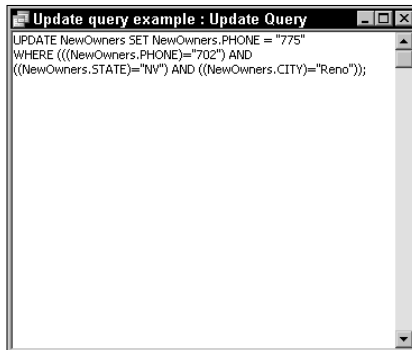 Update query example : Update Query
UPDATE NewOwners SET NewOwners.PHONE = "775"
WHERE (((NewOwners.PHONE)="702") AND
((NewOwners.STATE)="NV") AND ((NewOwners.CITY)="Reno"));